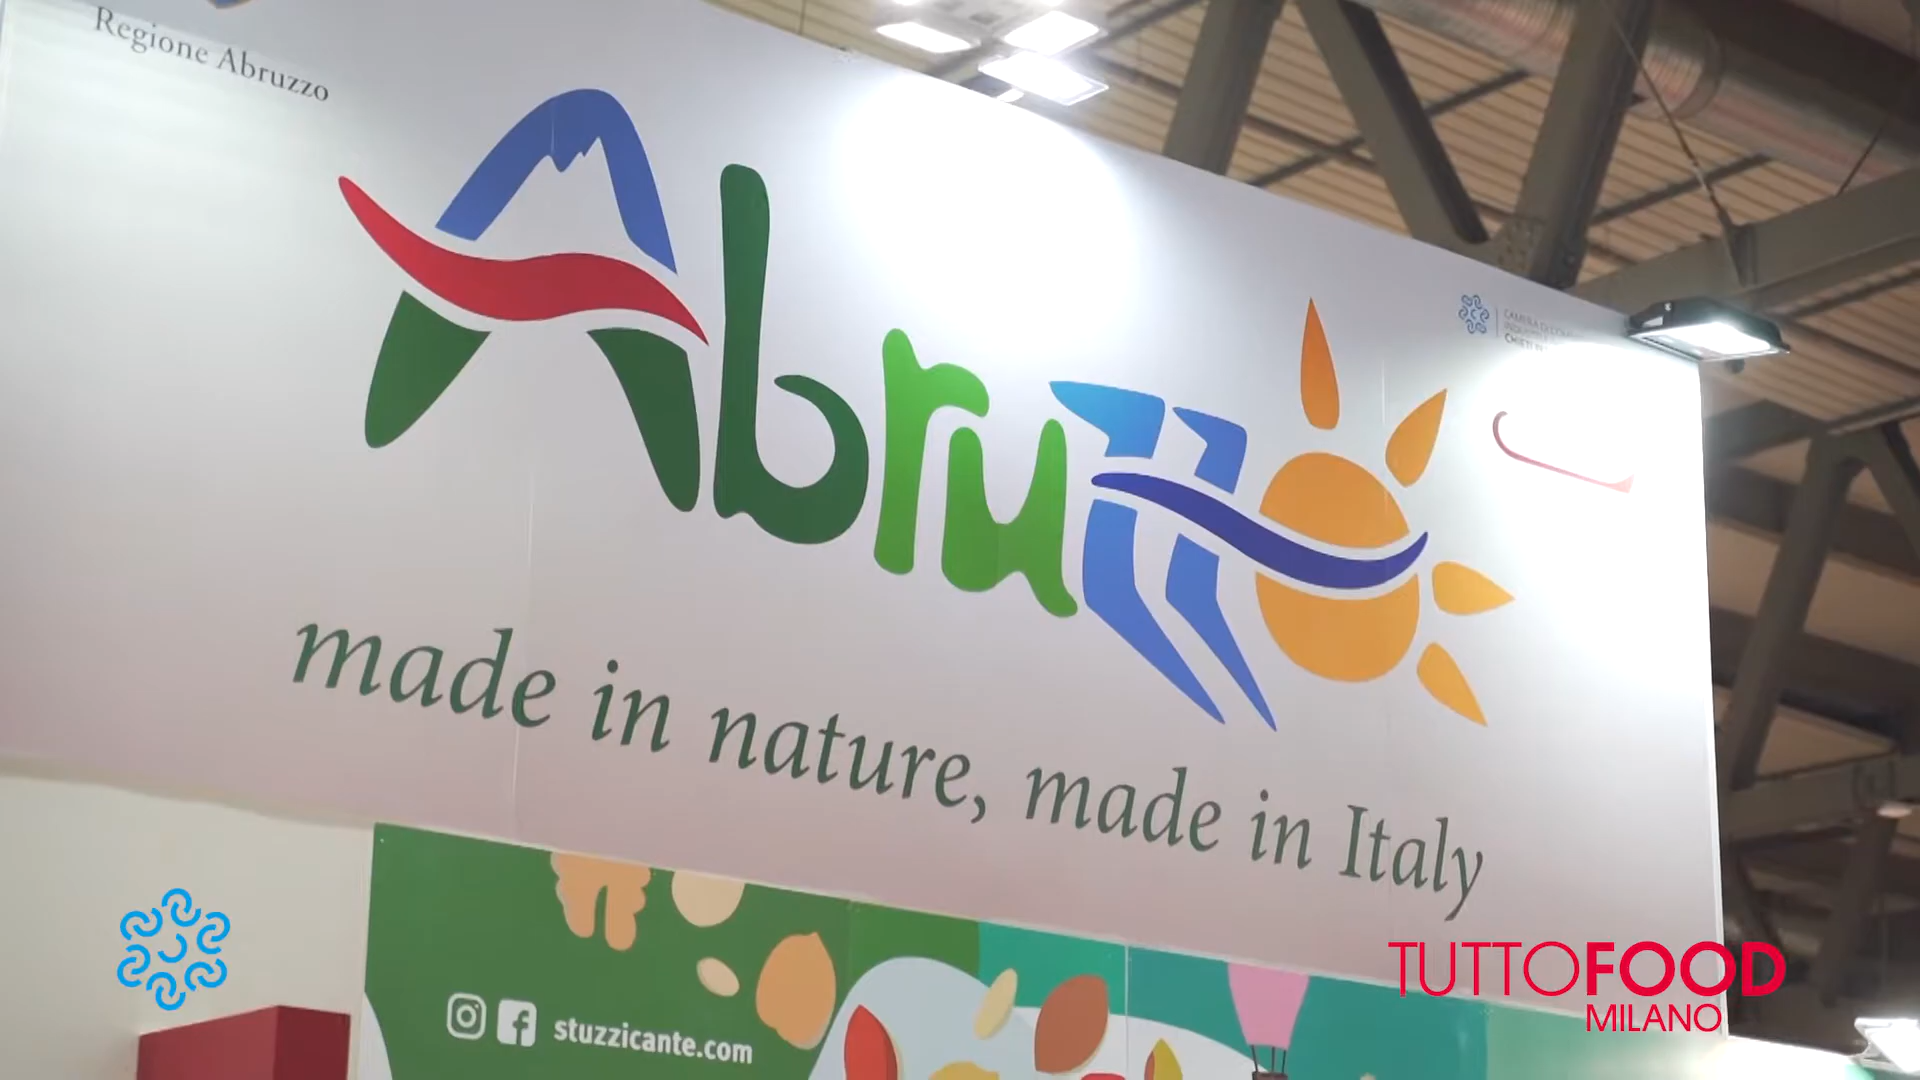 Regione Abruzzo
Abruzzo
made in nature, made in Italy
stuzzicante.com
TUTTOFOOD
MILANO